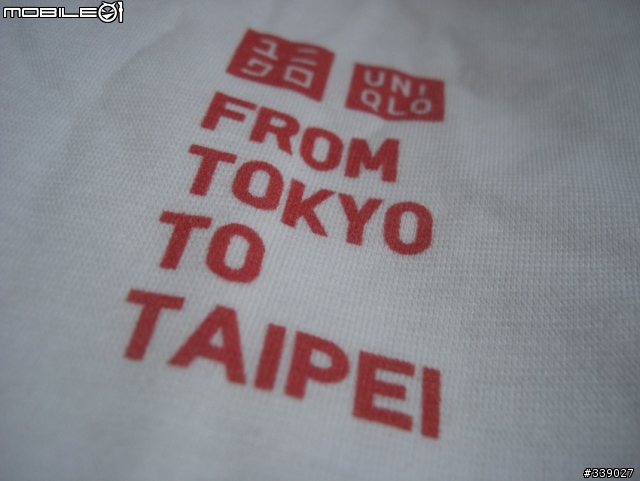 MOBILE01
ユニ
クロ
UNI
QLO
FROM
TOKYO
TO
TAIPEI
#339027